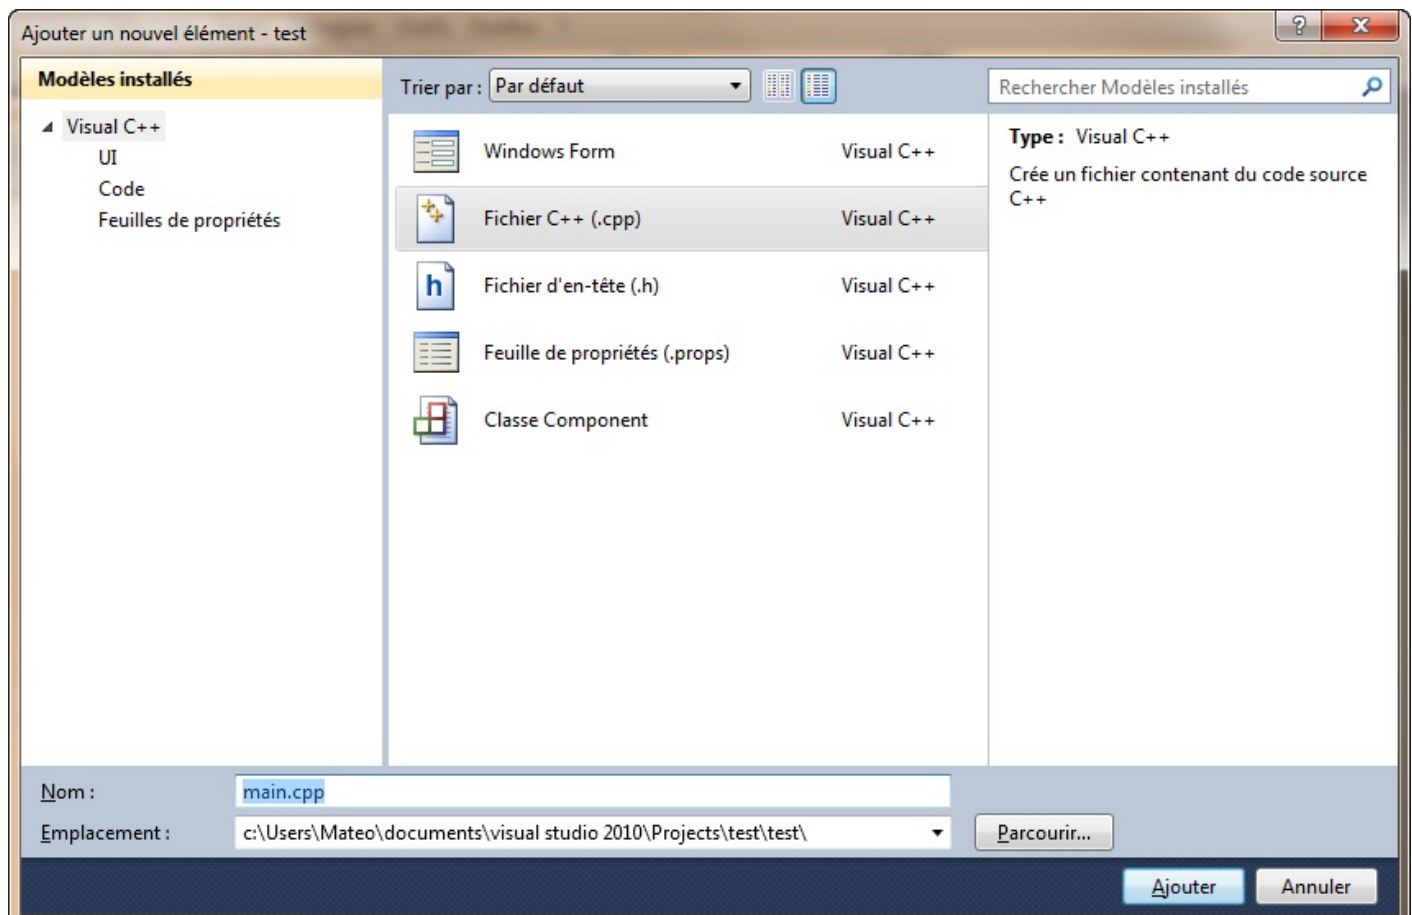 Ajouter un nouvel élément - test
Modèles installés
Trier par : Par défaut
Rechercher Modèles installés
Visual C++
UI
Code
Feuilles de propriétés
Windows Form Visual C++
Fichier C++ (.cpp) Visual C++
Fichier d'en-tête (.h) Visual C++
Feuille de propriétés (.props) Visual C++
Classe Component Visual C++
Type : Visual C++
Crée un fichier contenant du code source
C++
Nom : main.cpp
Emplacement : c:\Users\Mateo\documents\visual studio 2010\Projects\test\test\
Parcourir...
Ajouter Annuler